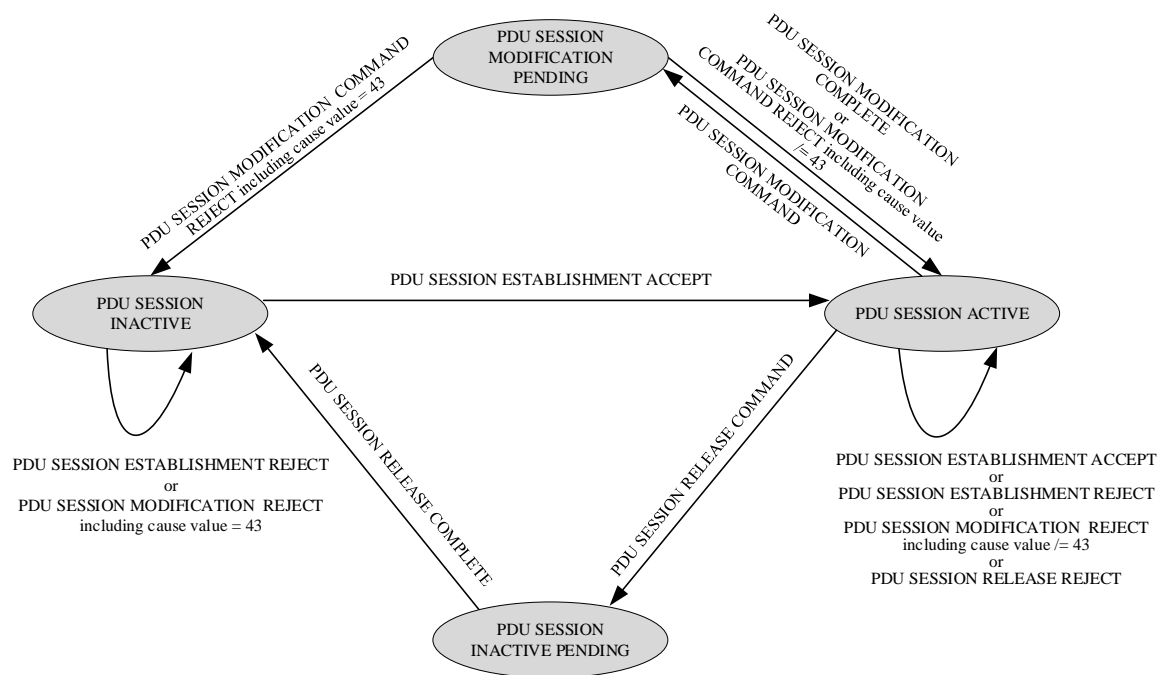 PDU SESSION
MODIFICATION
PENDING
PDU SESSION MODIFICATION COMMAND
REJECT including cause value = 43
PDU SESSION MODIFICATION
COMPLETE
or
PDU SESSION MODIFICATION
COMMAND REJECT including cause value
/= 43
PDU SESSION MODIFICATION
COMMAND
PDU SESSION
INACTIVE
PDU SESSION ESTABLISHMENT ACCEPT
PDU SESSION ACTIVE
PDU SESSION ESTABLISHMENT REJECT
or
PDU SESSION MODIFICATION REJECT
including cause value = 43
PDU SESSION RELEASE COMPLETE
PDU SESSION RELEASE COMMAND
PDU SESSION ESTABLISHMENT ACCEPT
or
PDU SESSION ESTABLISHMENT REJECT
or
PDU SESSION MODIFICATION REJECT
including cause value /= 43
or
PDU SESSION RELEASE REJECT
PDU SESSION
INACTIVE PENDING